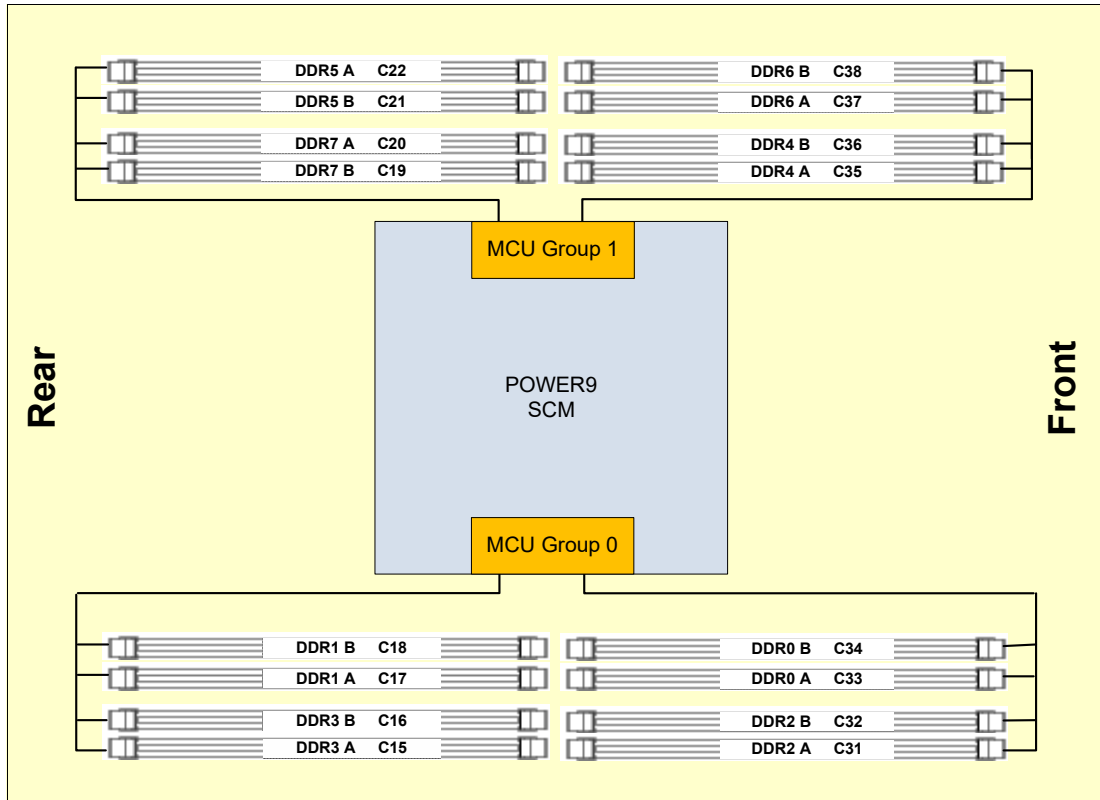 DDR5 A C22
DDR6 B C38
DDR5 B C21
DDR6 A C37
DDR7 A C20
DDR4 B C36
DDR7 B C19
DDR4 A C35
MCU Group 1
Rear
POWER9
SCM
Front
MCU Group 0
DDR1 B C18
DDR0 B C34
DDR1 A C17
DDR0 A C33
DDR3 B C16
DDR2 B C32
DDR3 A C15
DDR2 A C31